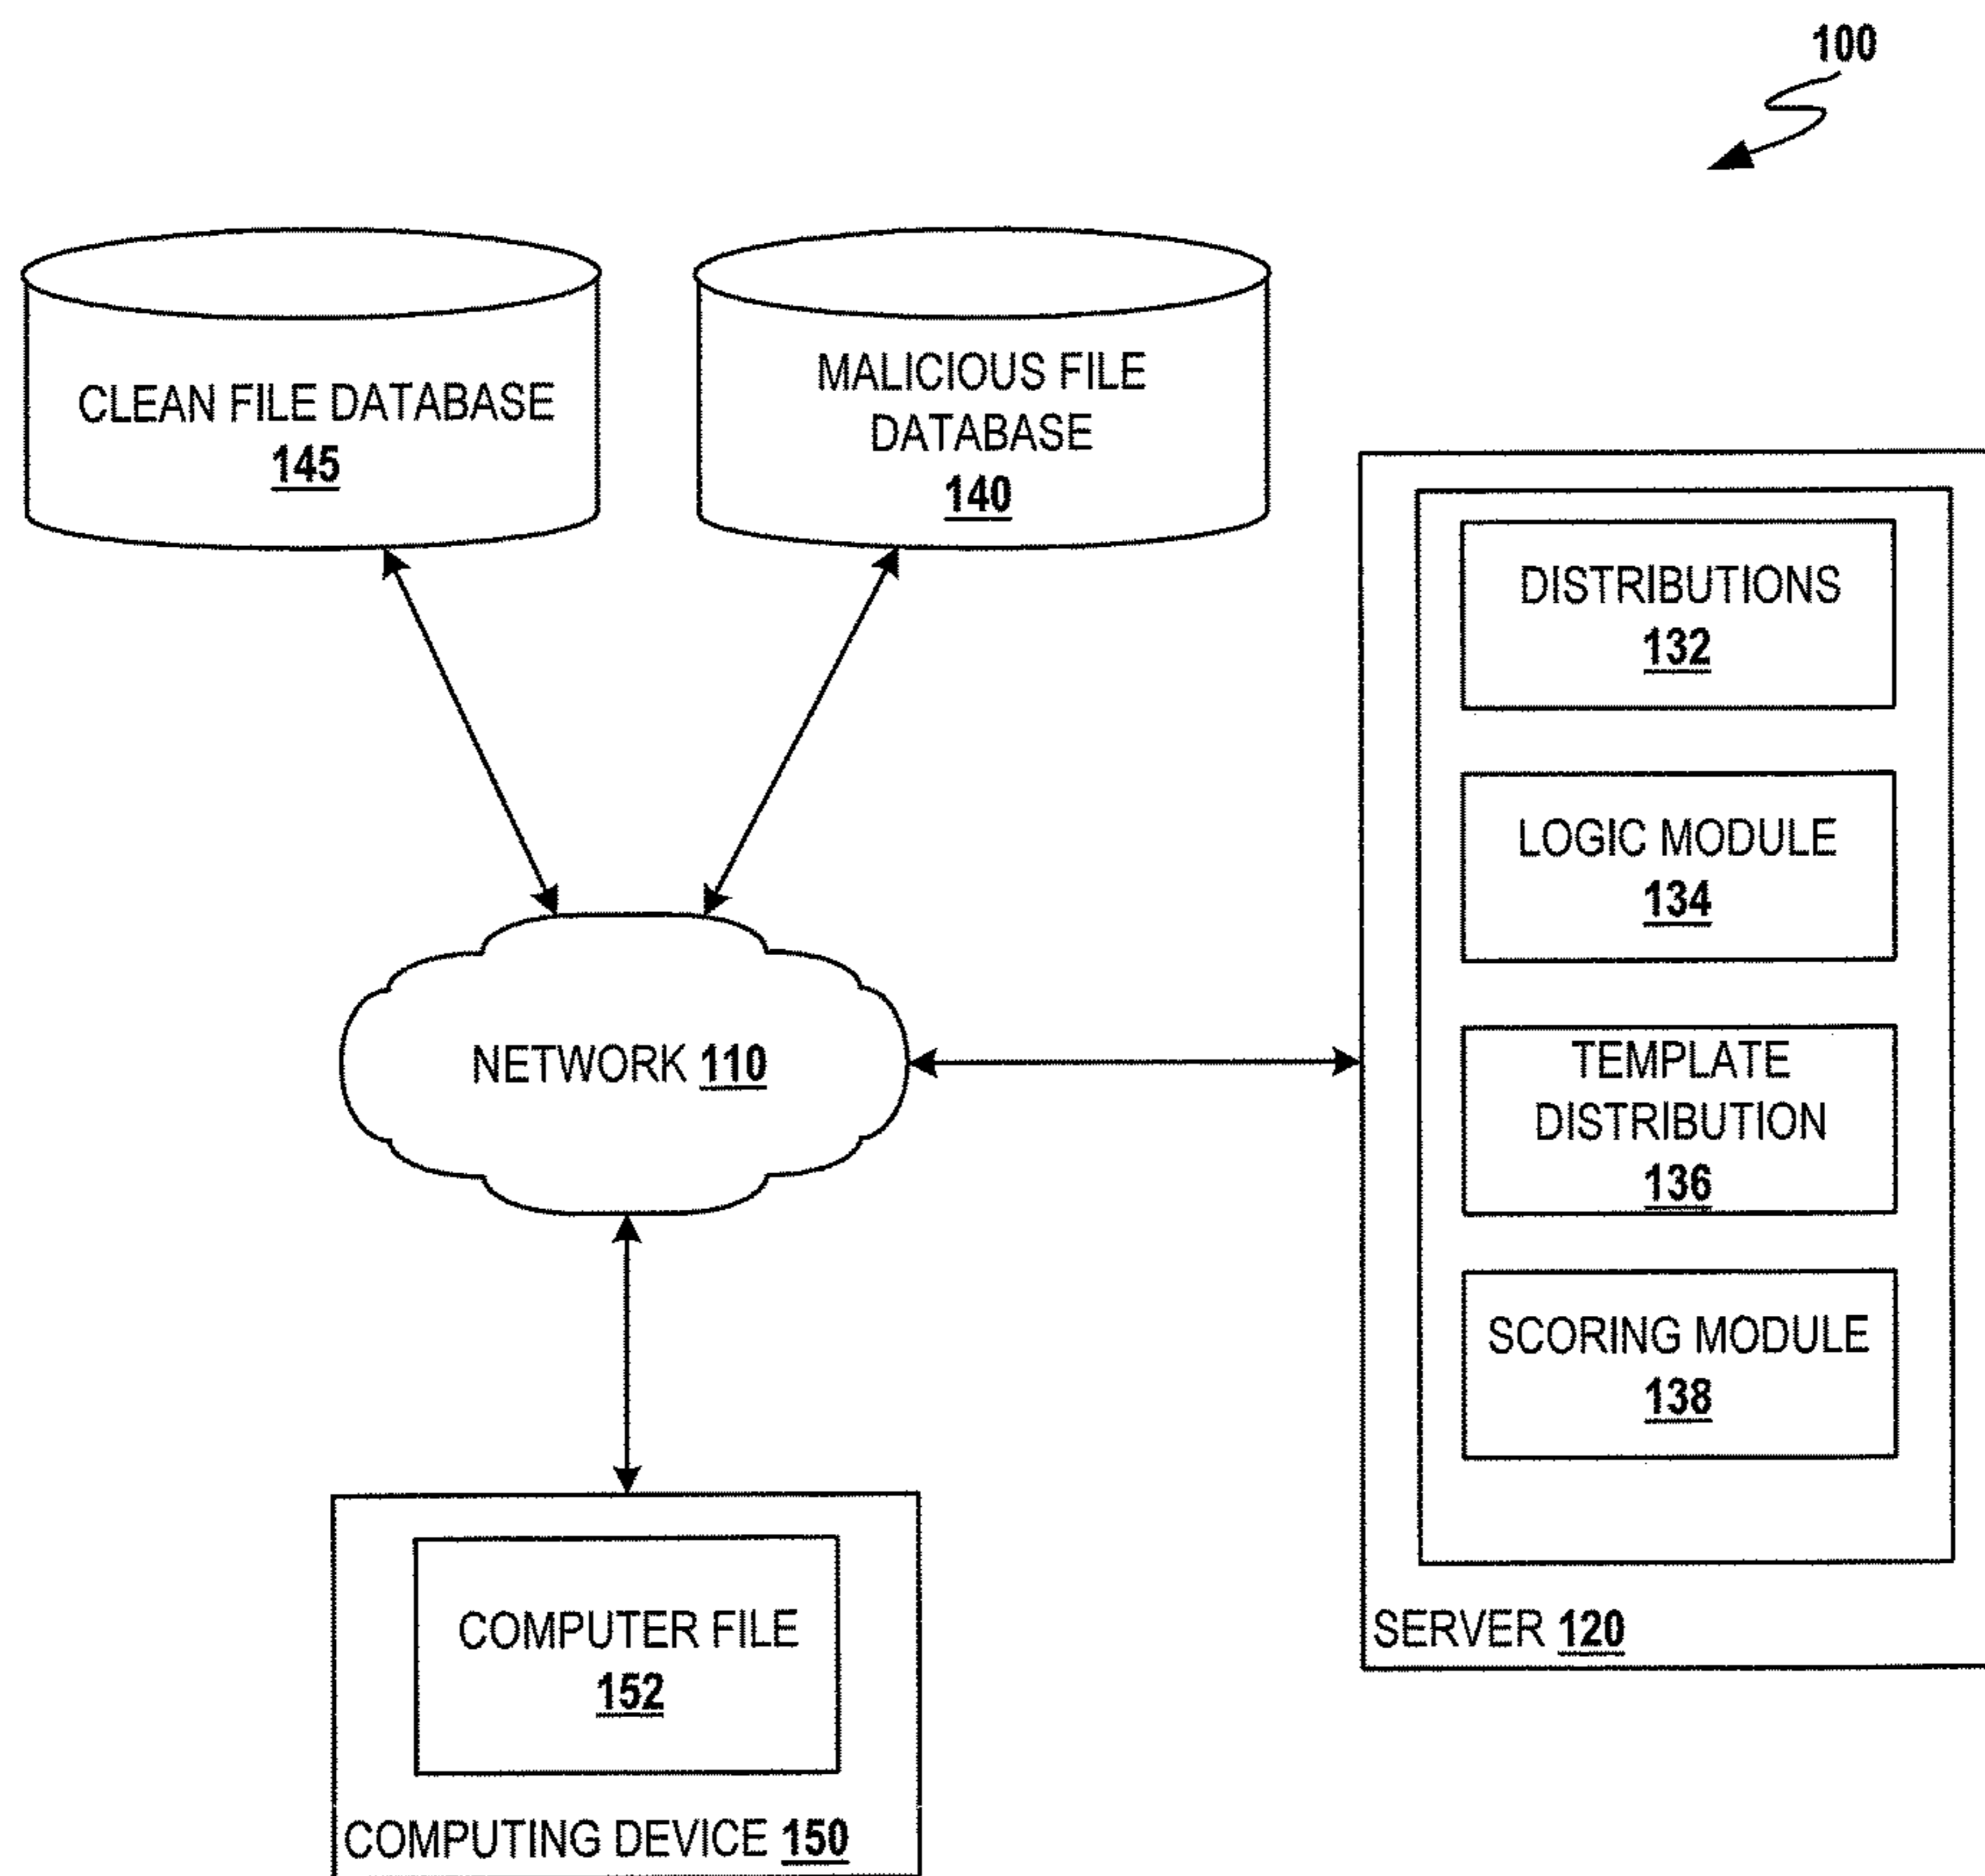 100
CLEAN FILE DATABASE
145
MALICIOUS FILE
DATABASE
140
DISTRIBUTIONS
132
LOGIC MODULE
134
TEMPLATE
DISTRIBUTION
136
SCORING MODULE
138
SERVER 120
NETWORK 110
COMPUTER FILE
152
COMPUTING DEVICE 150